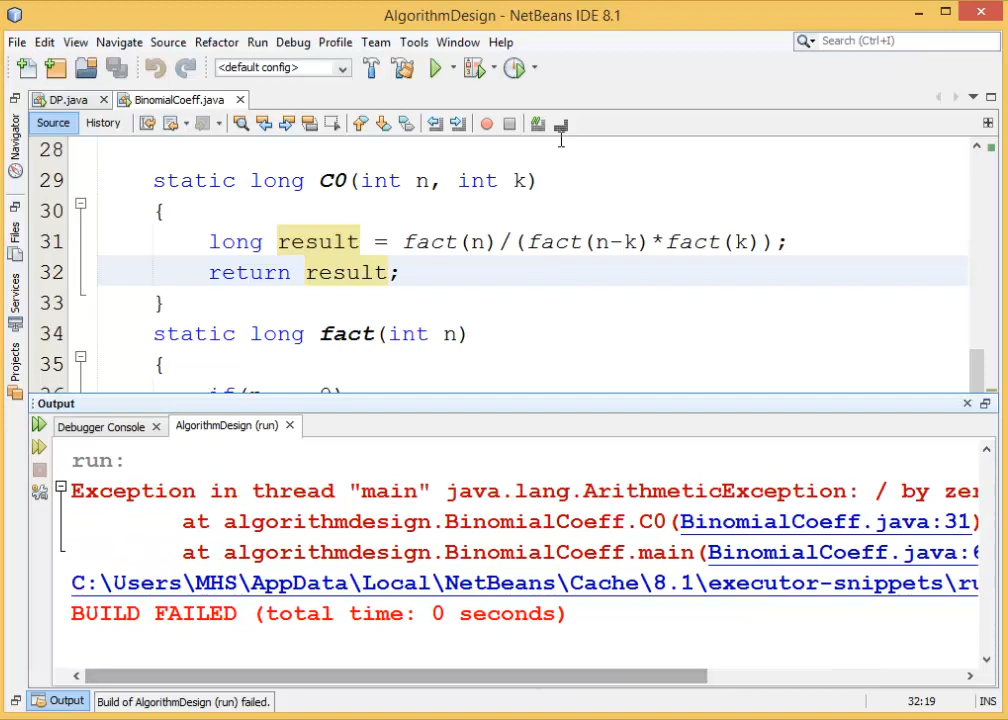 AlgorithmDesign - NetBeans IDE 8.1
File Edit View Navigate Source Refactor Run Debug Profile Team Tools Window Help
Search (Ctrl+I)
<default config>
DP.java BinomialCoeff.java
Source History
28
29 static long C0(int n, int k)
30 {
31 long result = fact(n)/(fact(n-k)*fact(k));
32 return result;
33 }
34 static long fact(int n)
35 {
Navigator
Files
Services
Projects
Output
Debugger Console AlgorithmDesign (run)
run:
Exception in thread "main" java.lang.ArithmeticException: / by zer
at algorithmdesign.BinomialCoeff.C0(BinomialCoeff.java:31)
at algorithmdesign.BinomialCoeff.main(BinomialCoeff.java:6
C:\Users\MHS\AppData\Local\NetBeans\Cache\8.1\executor-snippets\ru
BUILD FAILED (total time: 0 seconds)
Output Build of AlgorithmDesign (run) failed. 32:19 INS